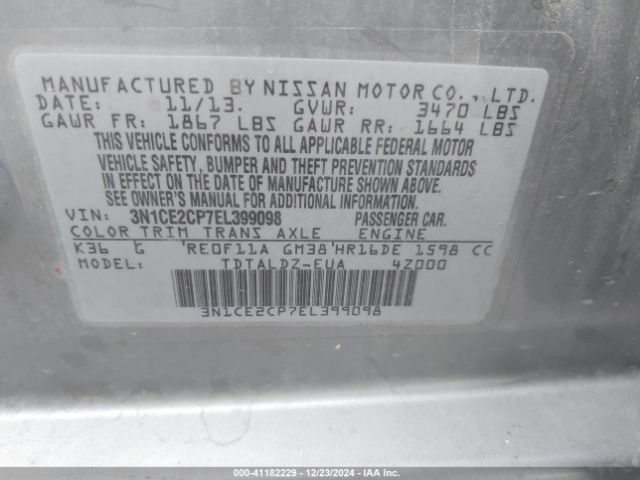 MANUFACTURED BY NISSAN MOTOR CO., LTD.
DATE: 11/13. GVWR: 3470 LBS
GAWR FR: 1867 LBS GAWR RR: 1664 LBS
THIS VEHICLE CONFORMS TO ALL APPLICABLE FEDERAL MOTOR
VEHICLE SAFETY, BUMPER AND THEFT PREVENTION STANDARDS
IN EFFECT ON THE DATE OF MANUFACTURE SHOWN ABOVE.
SEE OWNER'S MANUAL FOR ADDITIONAL INFORMATION.
VIN: 3N1CE2CP7EL399098 PASSENGER CAR.
COLOR TRIM TRANS AXLE ENGINE
K36 G 'RE0F11A GM38'HR16DE 1598 CC
MODEL: TDTALDZ-EUA 4Z000
3N1CE2CP7EL399098
000-41182229 - 12/23/2024 - IAA Inc.